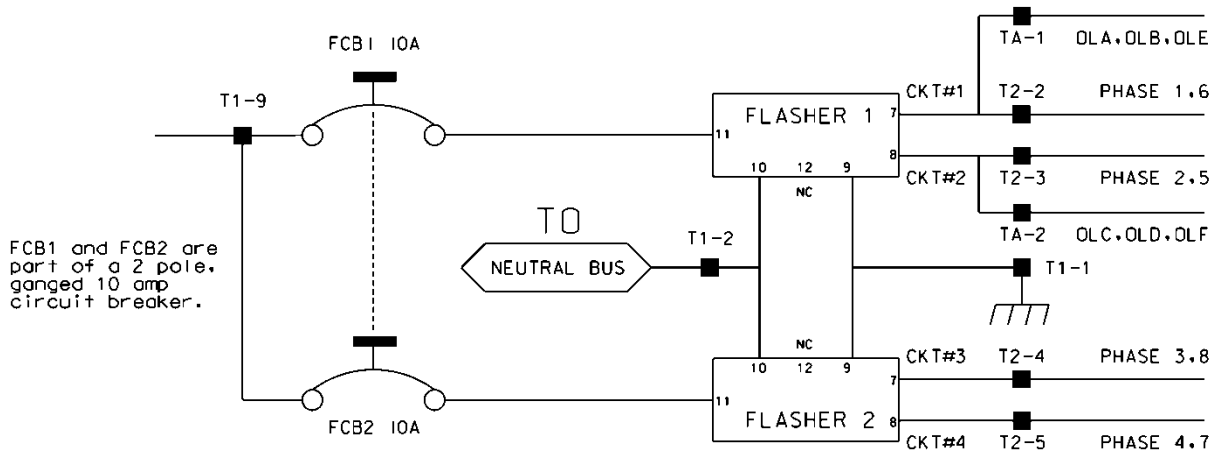 FCB1 10A
T1-9
FLASHER 1
11
7
8
10 12 9
NC
CKT#1
CKT#2
TA-1 OLA,OLB,OLE
T2-2 PHASE 1,6
T2-3 PHASE 2,5
TA-2 OLC,OLD,OLF
FCB1 and FCB2 are
part of a 2 pole,
ganged 10 amp
circuit breaker.
TO
NEUTRAL BUS
T1-2
T1-1
FCB2 10A
NC
10 12 9
11
7
8
FLASHER 2
CKT#3 T2-4 PHASE 3,8
CKT#4 T2-5 PHASE 4,7